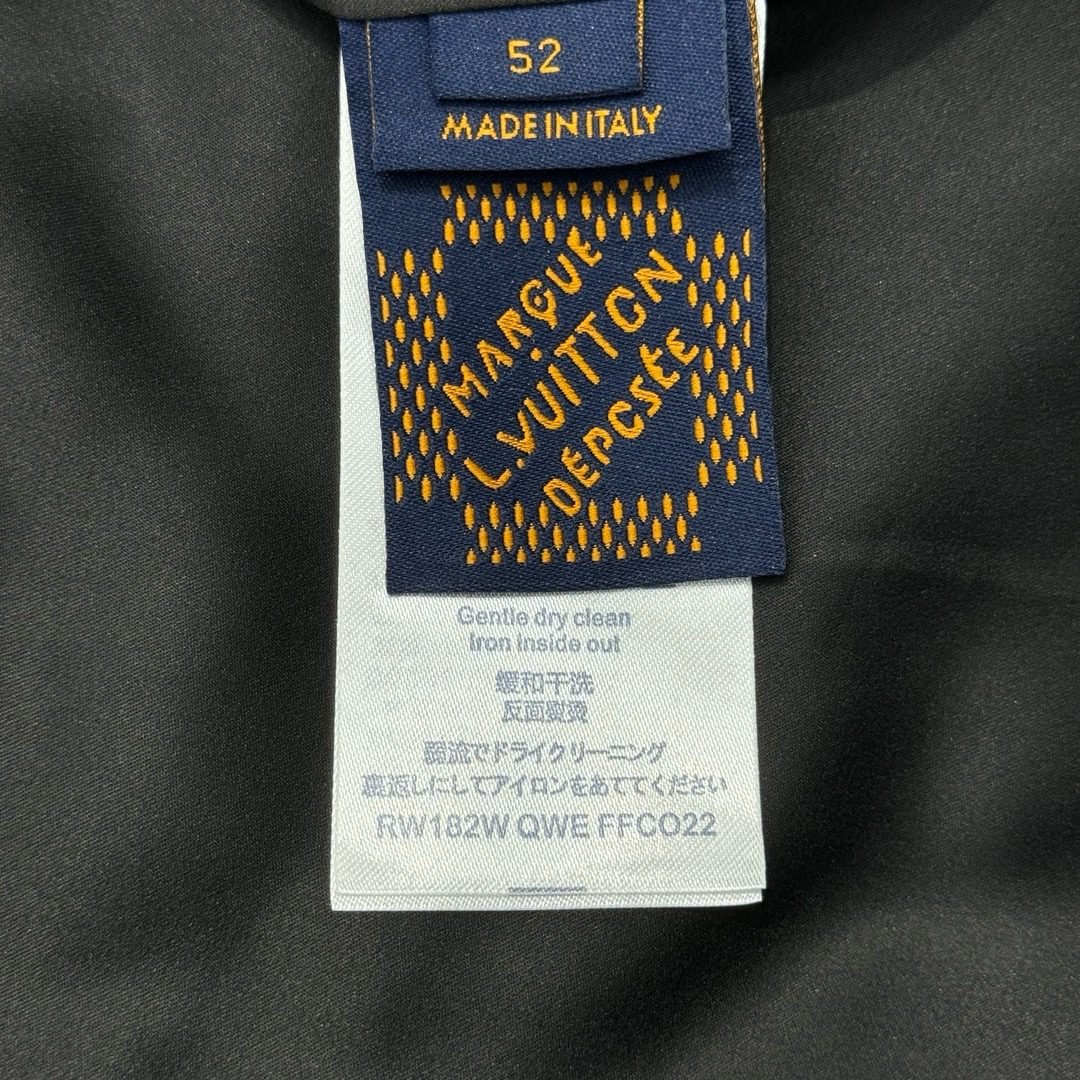 52
MADE IN ITALY
MARQUE
L.VUITTON
DÉPOSÉE
Gentle dry clean
Iron inside out
缓和干洗
反面熨烫
弱流でドライクリーニング
裏返しにしてアイロンをあててください
RW182W QWE FFCO22